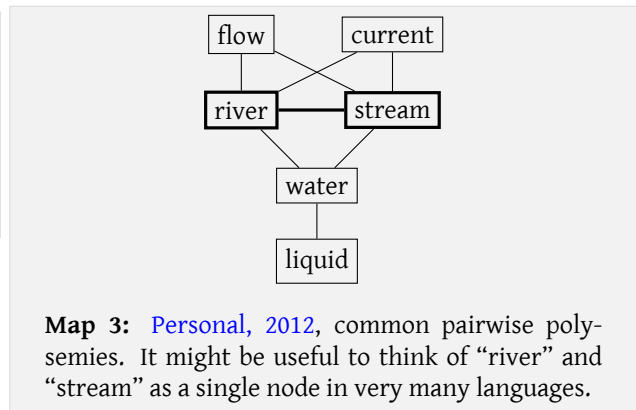 flow current
river stream
water
liquid
Map 3: Personal, 2012, common pairwise poly-
semies. It might be useful to think of “river” and
“stream” as a single node in very many languages.